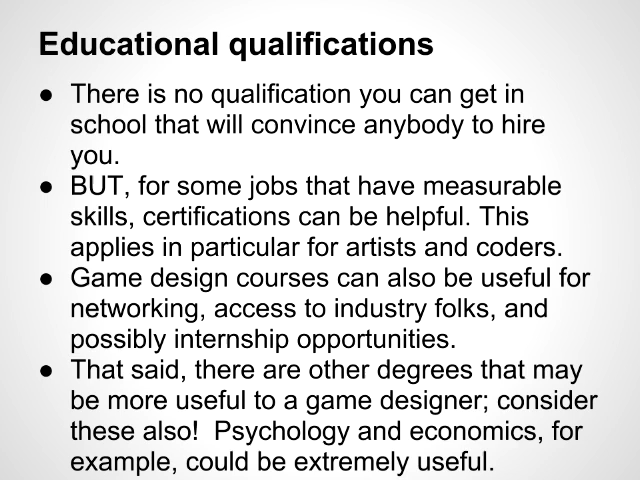 Educational qualifications
● There is no qualification you can get in
school that will convince anybody to hire
you.
● BUT, for some jobs that have measurable
skills, certifications can be helpful. This
applies in particular for artists and coders.
● Game design courses can also be useful for
networking, access to industry folks, and
possibly internship opportunities.
● That said, there are other degrees that may
be more useful to a game designer; consider
these also!  Psychology and economics, for
example, could be extremely useful.